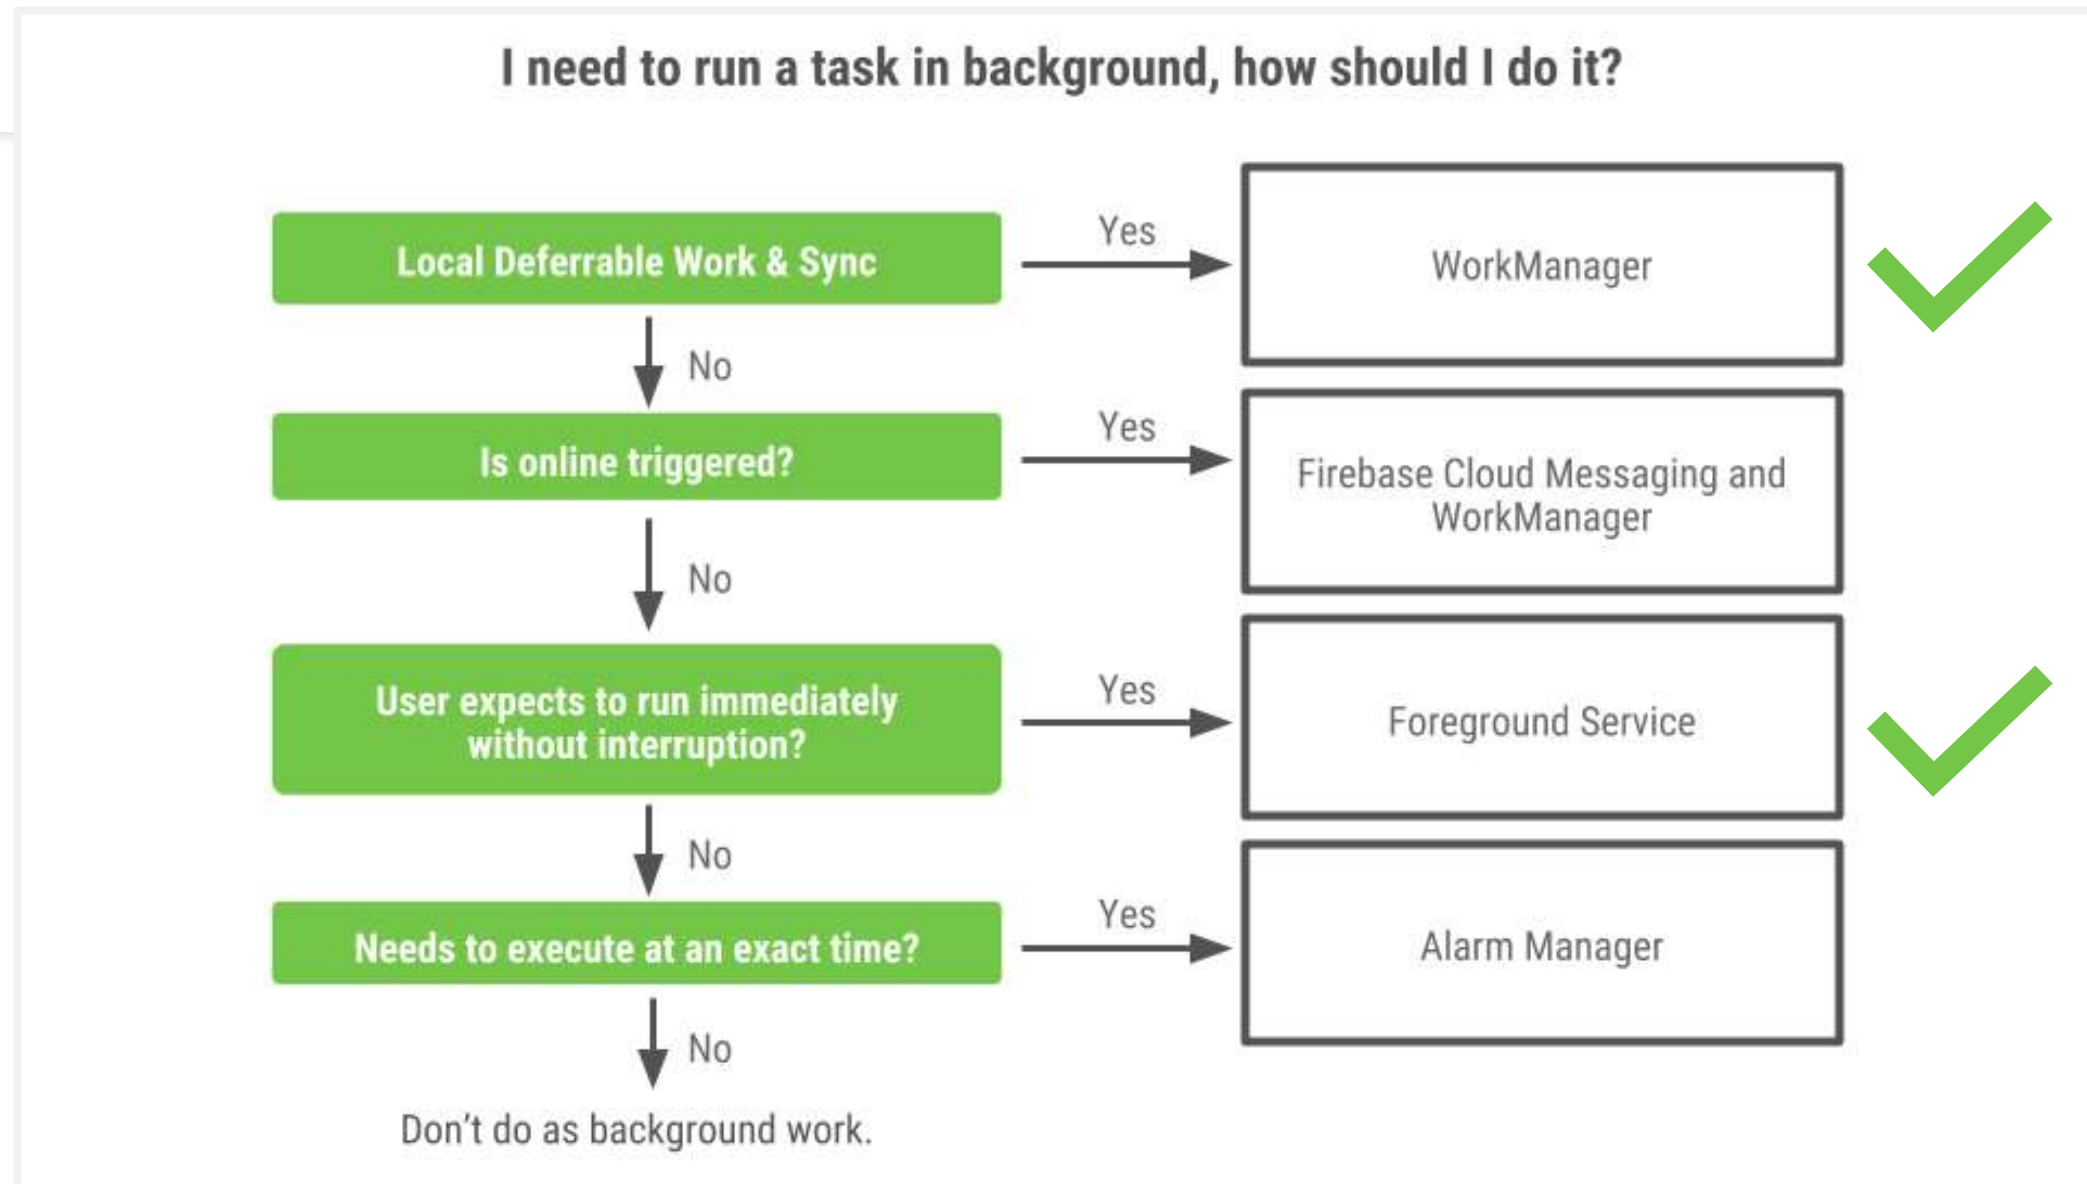 I need to run a task in background, how should I do it?
Local Deferrable Work & Sync
Yes
WorkManager
No
Is online triggered?
Yes
Firebase Cloud Messaging and
WorkManager
No
User expects to run immediately
without interruption?
Yes
Foreground Service
No
Needs to execute at an exact time?
Yes
Alarm Manager
No
Don't do as background work.